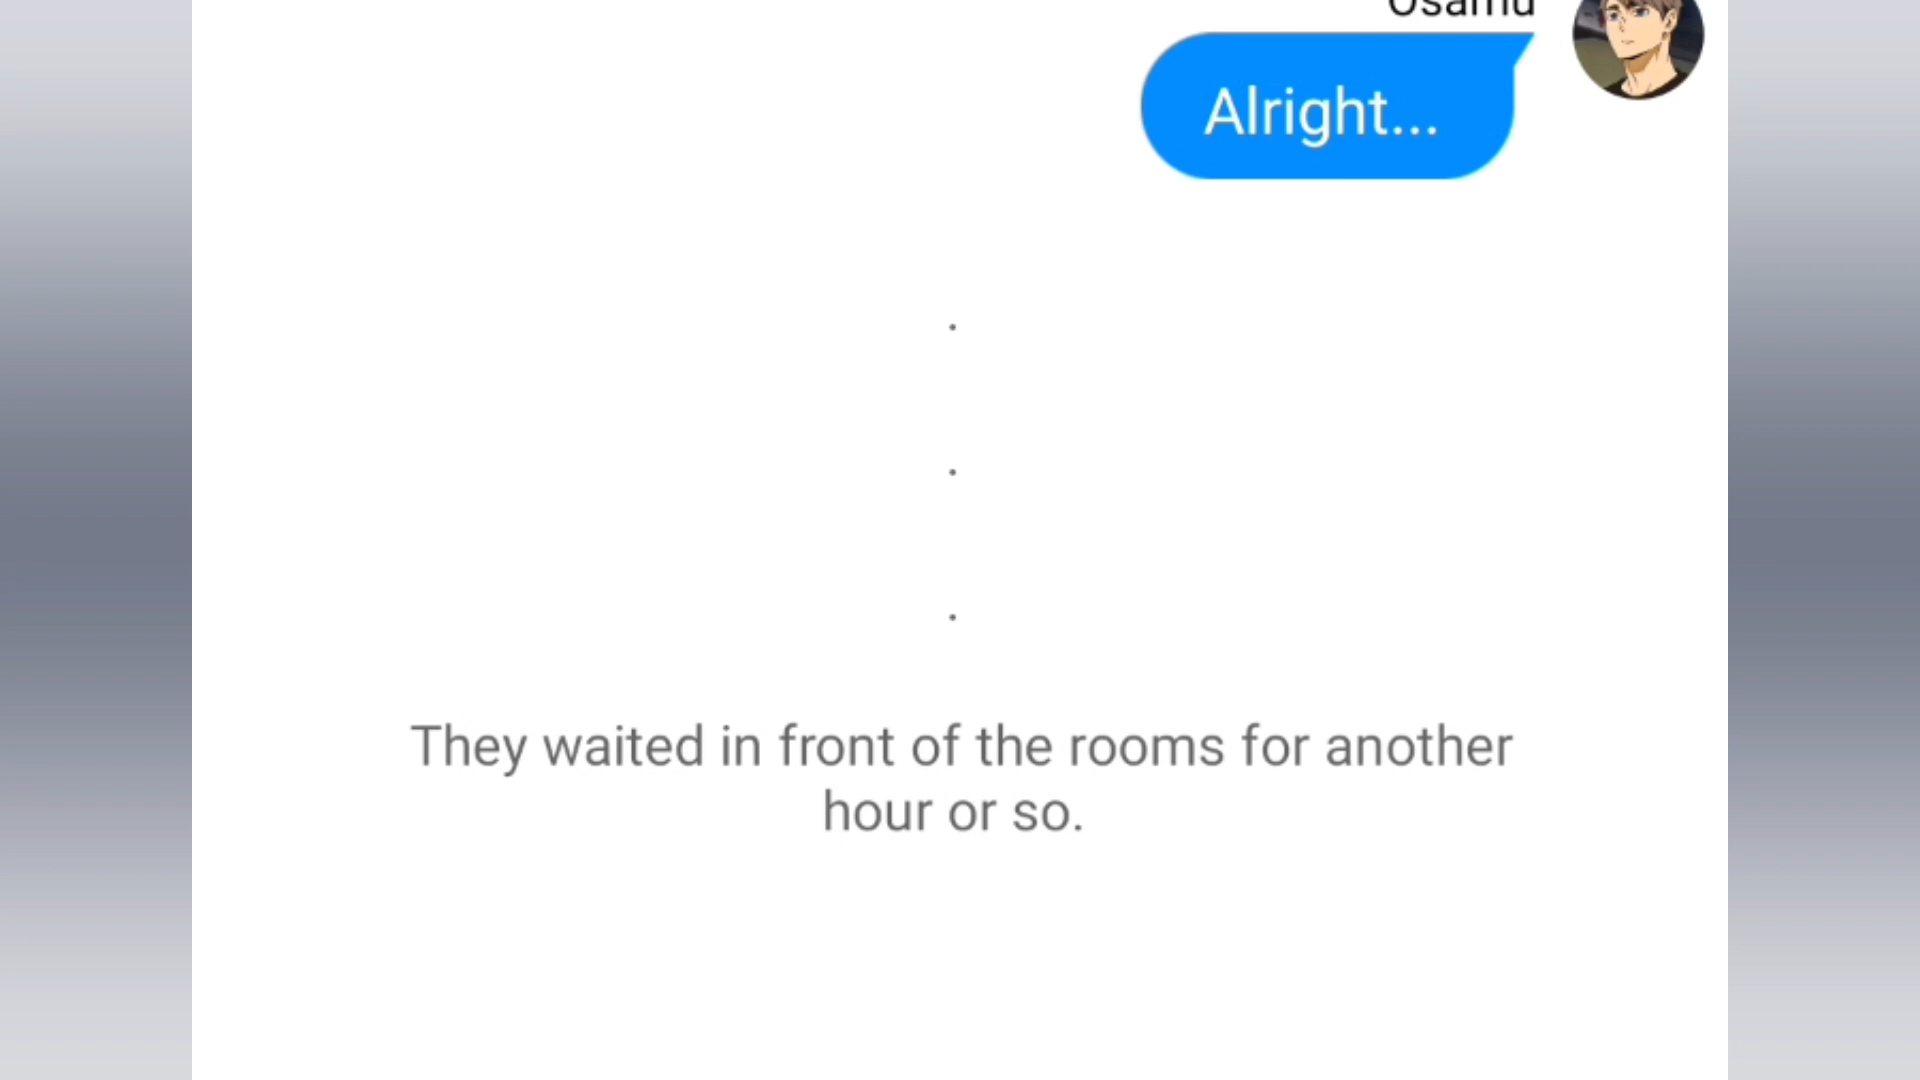 Osamu
Alright...
.
.
.
They waited in front of the rooms for another
hour or so.